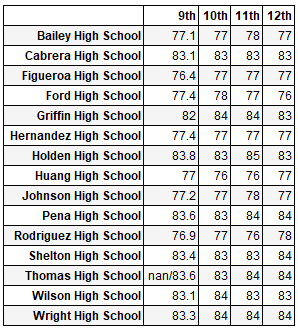 9th 10th 11th 12th
Bailey High School 77.1 77 78 77
Cabrera High School 83.1 83 83 83
Figueroa High School 76.4 77 77 77
Ford High School 77.4 78 77 76
Griffin High School 82 84 84 83
Hernandez High School 77.4 77 77 77
Holden High School 83.8 83 85 83
Huang High School 77 76 76 77
Johnson High School 77.2 77 78 77
Pena High School 83.6 83 84 84
Rodriguez High School 76.9 77 76 78
Shelton High School 83.4 83 83 84
Thomas High School nan/83.6 83 84 84
Wilson High School 83.1 84 83 83
Wright High School 83.3 84 84 84